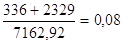 (336 + 2329) / 7162,92 = 0,08